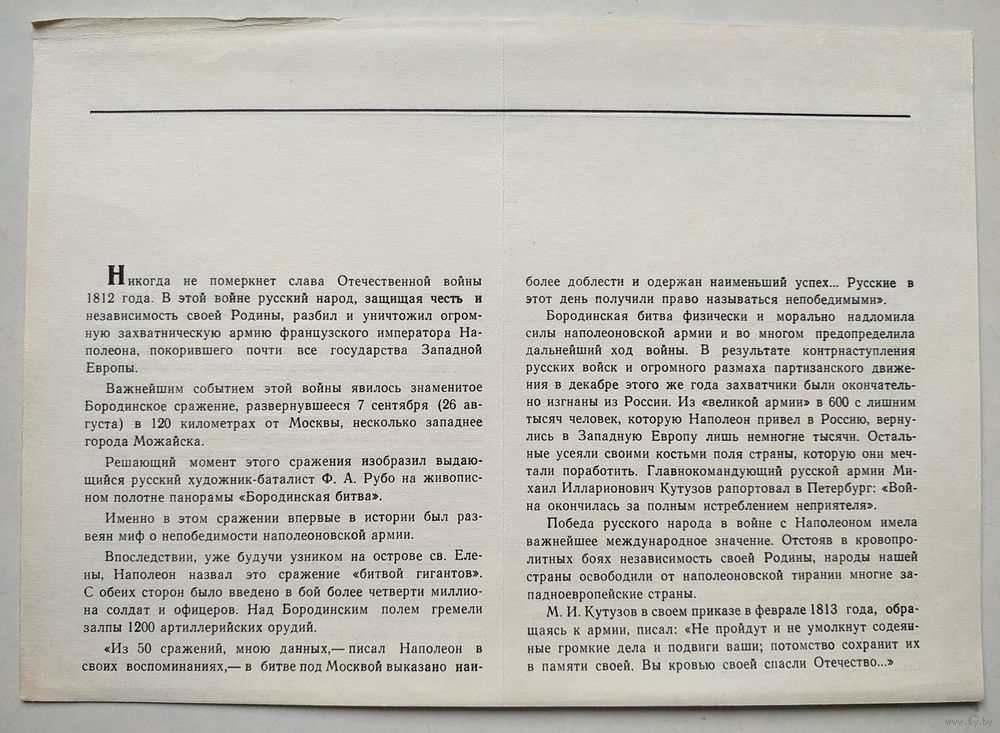 Никогда не померкнет слава Отечественной войны
1812 года. В этой войне русский народ, защищая честь и
независимость своей Родины, разбил и уничтожил огром-
ную захватническую армию французского императора На-
полеона, покорившего почти все государства Западной
Европы.
Важнейшим событием этой войны явилось знаменитое
Бородинское сражение, развернувшееся 7 сентября (26 ав-
густа) в 120 километрах от Москвы, несколько западнее
города Можайска.
Решающий момент этого сражения изобразил выдаю-
щийся русский художник-баталист Ф. А. Рубо на живопис-
ном полотне панорамы «Бородинская битва».
Именно в этом сражении впервые в истории был раз-
веян миф о непобедимости наполеоновской армии.
Впоследствии, уже будучи узником на острове св. Еле-
ны, Наполеон назвал это сражение «битвой гигантов».
С обеих сторон было введено в бой более четверти миллио-
на солдат и офицеров. Над Бородинским полем гремели
залпы 1200 артиллерийских орудий.
«Из 50 сражений, мною данных,— писал Наполеон в
своих воспоминаниях,— в битве под Москвой выказано наи-
более доблести и одержан наименьший успех... Русские в
этот день получили право называться непобедимыми».
Бородинская битва физически и морально надломила
силы наполеоновской армии и во многом предопределила
дальнейший ход войны. В результате контрнаступления
русских войск и огромного размаха партизанского движе-
ния в декабре этого же года захватчики были окончатель-
но изгнаны из России. Из «великой армии» в 600 с лишним
тысяч человек, которую Наполеон привел в Россию, верну-
лись в Западную Европу лишь немногие тысячи. Осталь-
ные усеяли своими костьми поля страны, которую они меч-
тали поработить. Главнокомандующий русской армии Ми-
хаил Илларионович Кутузов рапортовал в Петербург: «Вой-
на окончилась за полным истреблением неприятеля».
Победа русского народа в войне с Наполеоном имела
важнейшее международное значение. Отстояв в кровопро-
литных боях независимость своей Родины, народы нашей
страны освободили от наполеоновской тирании многие за-
падноевропейские страны.
М. И. Кутузов в своем приказе в феврале 1813 года, обра-
щаясь к армии, писал: «Не пройдут и не умолкнут содеян-
ные громкие дела и подвиги ваши; потомство сохранит их
в памяти своей. Вы кровью своей спасли Отечество...»
www.ay.by